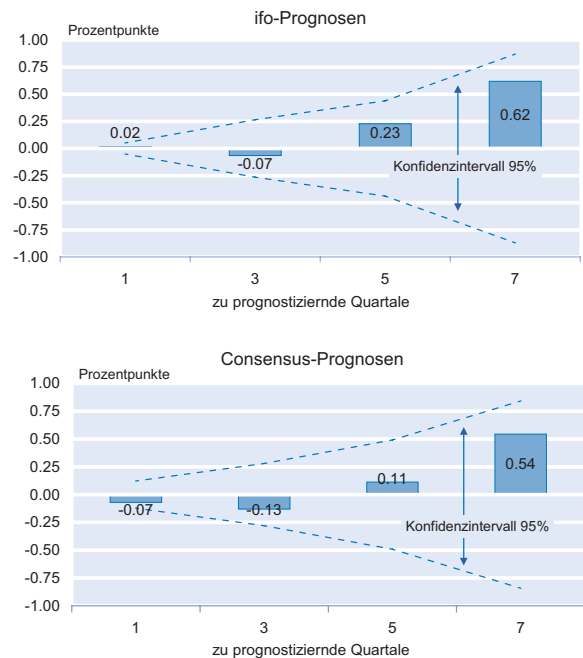 ifo-Prognosen
Prozentpunkte
1.00
0.75
0.50
0.25
0.00
-0.25
-0.50
-0.75
-1.00
0.02
-0.07
0.23
0.62
Konfidenzintervall 95%
1 3 5 7
zu prognostiziernde Quartale
Consensus-Prognosen
Prozentpunkte
1.00
0.75
0.50
0.25
0.00
-0.25
-0.50
-0.75
-1.00
-0.07
-0.13
0.11
0.54
Konfidenzintervall 95%
1 3 5 7
zu prognostiziernde Quartale